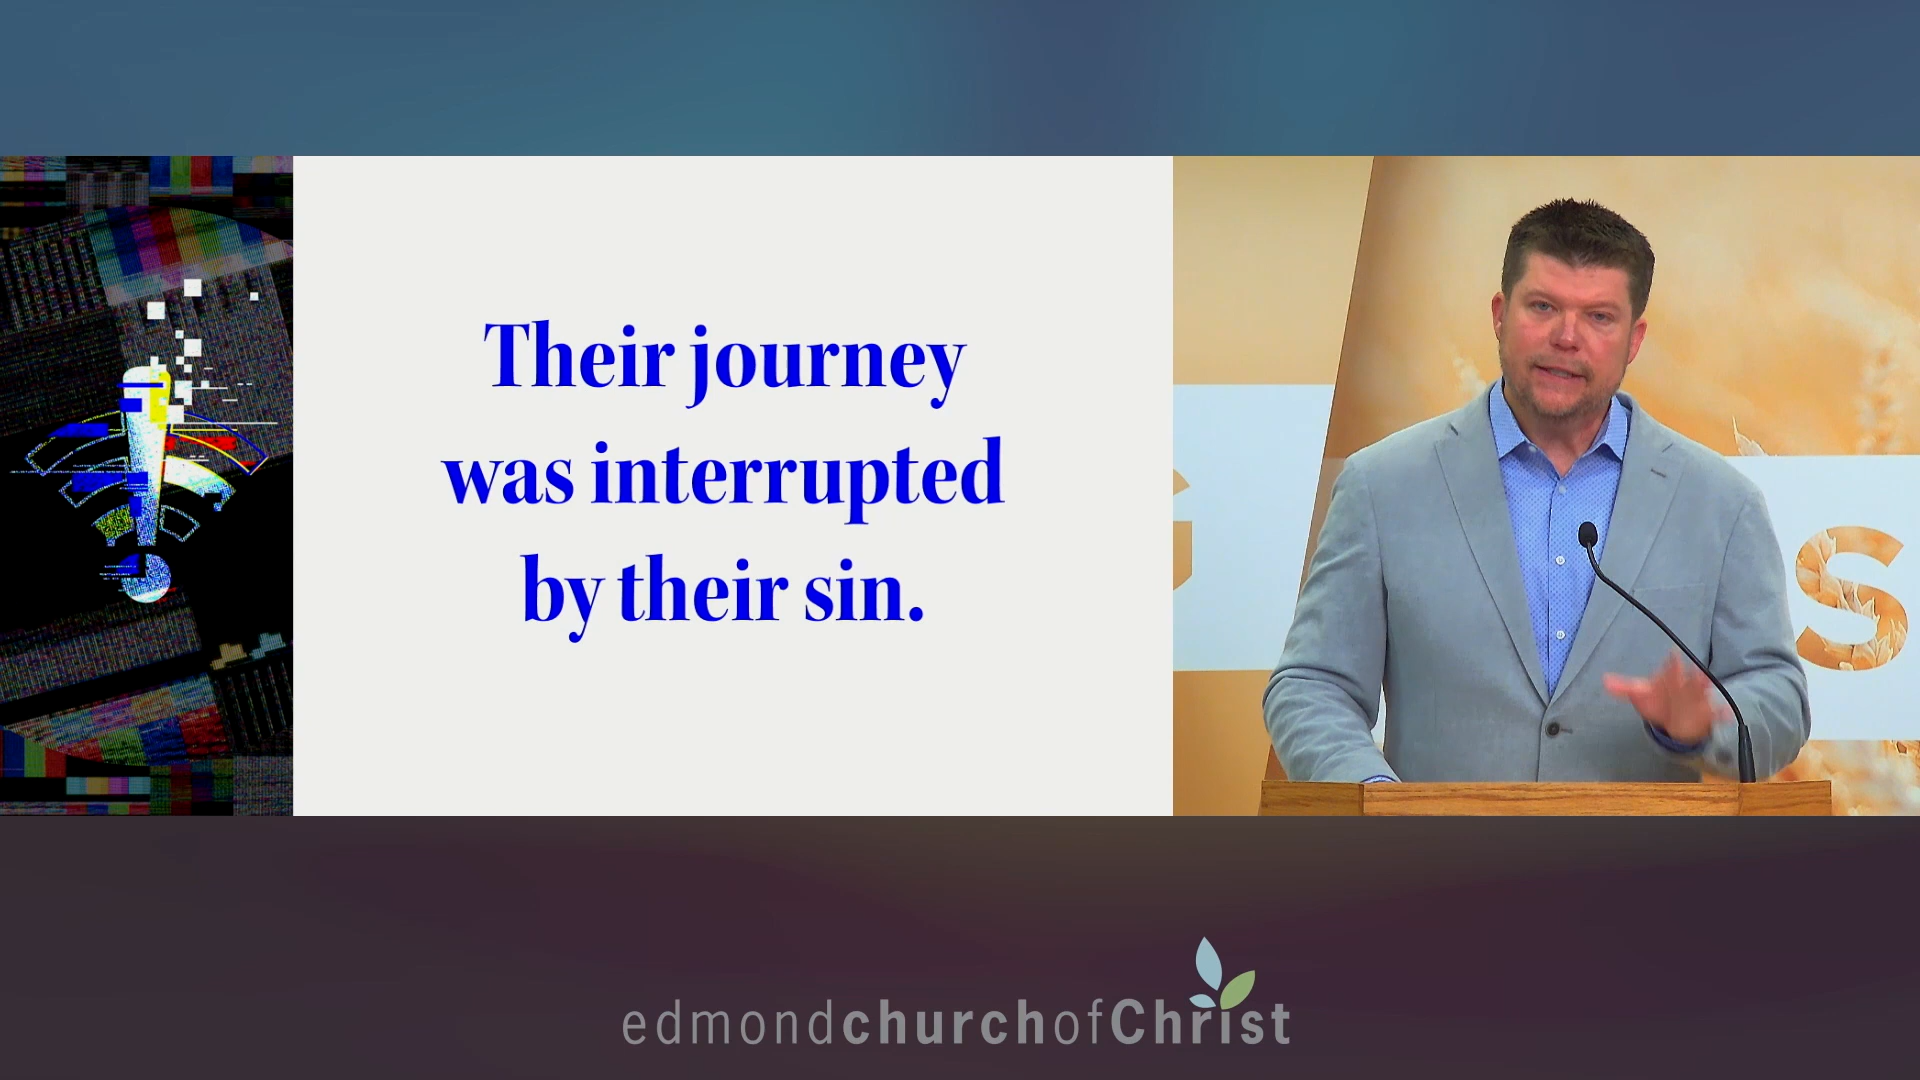 Their journey
was interrupted
by their sin.
G
S
edmondchurchofChrist